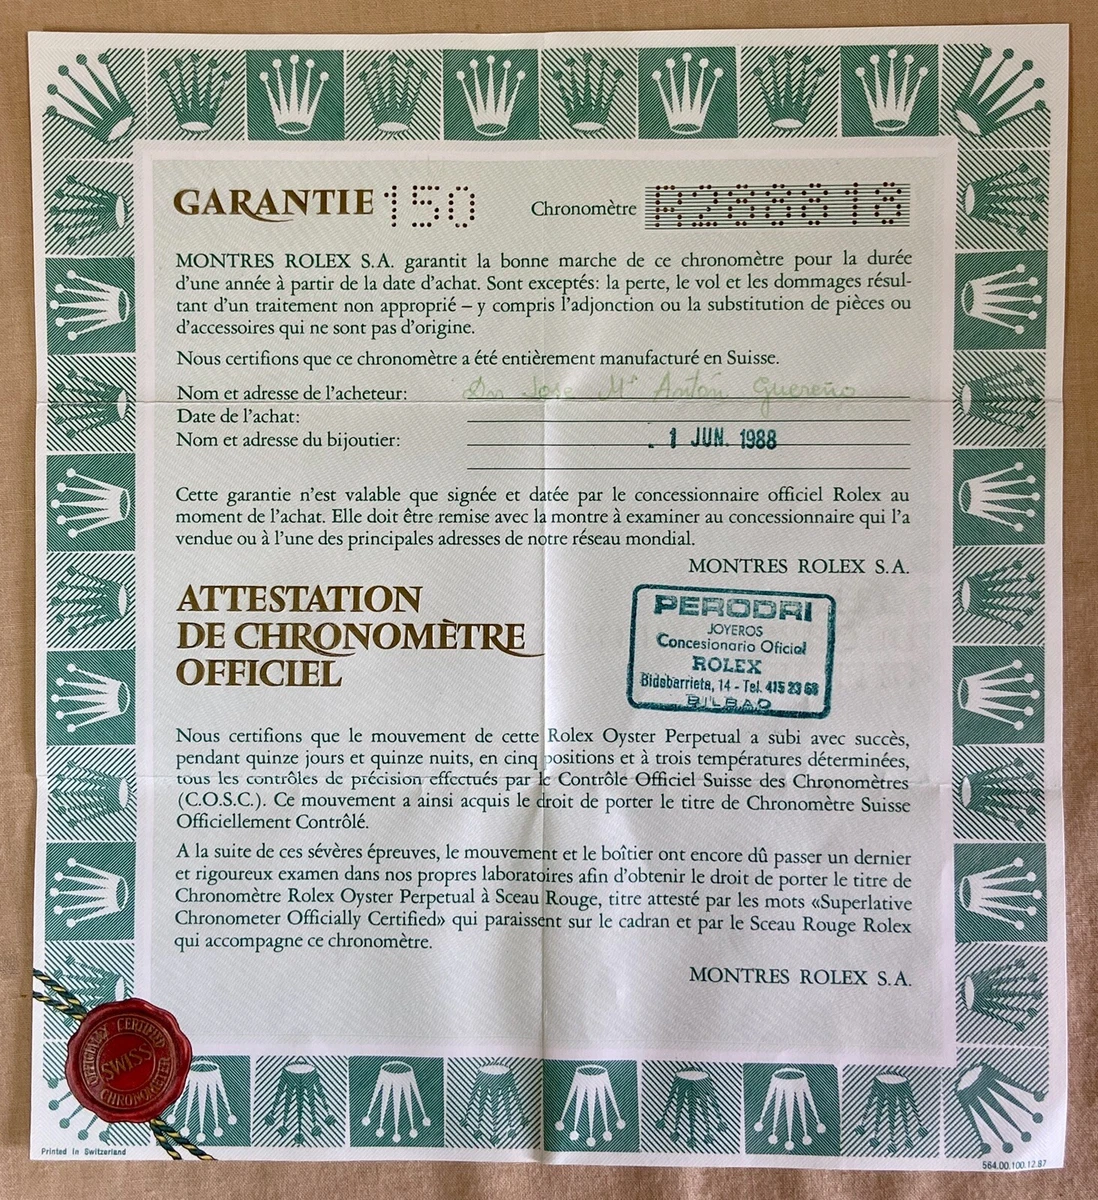 GARANTIE 150 Chronomètre R288818
MONTRES ROLEX S.A. garantit la bonne marche de ce chronomètre pour la durée
d'une année à partir de la date d'achat. Sont exceptés: la perte, le vol et les dommages résul-
tant d'un traitement non approprié – y compris l'adjonction ou la substitution de pièces ou
d'accessoires qui ne sont pas d'origine.
Nous certifions que ce chronomètre a été entièrement manufacturé en Suisse.
Nom et adresse de l'acheteur: Dn Jose Mª Antón Guereño
Date de l'achat:
Nom et adresse du bijoutier: 1 JUN. 1988
Cette garantie n'est valable que signée et datée par le concessionnaire officiel Rolex au
moment de l'achat. Elle doit être remise avec la montre à examiner au concessionnaire qui l'a
vendue ou à l'une des principales adresses de notre réseau mondial.
MONTRES ROLEX S.A.
ATTESTATION
DE CHRONOMÈTRE
OFFICIEL
PERODRI
JOYEROS
Concesionario Oficial
ROLEX
Bidebarrieta, 14 - Tel. 415 23 68
BILBAO
Nous certifions que le mouvement de cette Rolex Oyster Perpetual a subi avec succès,
pendant quinze jours et quinze nuits, en cinq positions et à trois températures déterminées,
tous les contrôles de précision effectués par le Contrôle Officiel Suisse des Chronomètres
(C.O.S.C.). Ce mouvement a ainsi acquis le droit de porter le titre de Chronomètre Suisse
Officiellement Contrôlé.
A la suite de ces sévères épreuves, le mouvement et le boîtier ont encore dû passer un dernier
et rigoureux examen dans nos propres laboratoires afin d'obtenir le droit de porter le titre de
Chronomètre Rolex Oyster Perpetual à Sceau Rouge, titre attesté par les mots «Superlative
Chronometer Officially Certified» qui paraissent sur le cadran et par le Sceau Rouge Rolex
qui accompagne ce chronomètre.
MONTRES ROLEX S.A.
OFFICIALLY CERTIFIED
SWISS
CHRONOMETER
Printed in Switzerland
564.00.100.12.87